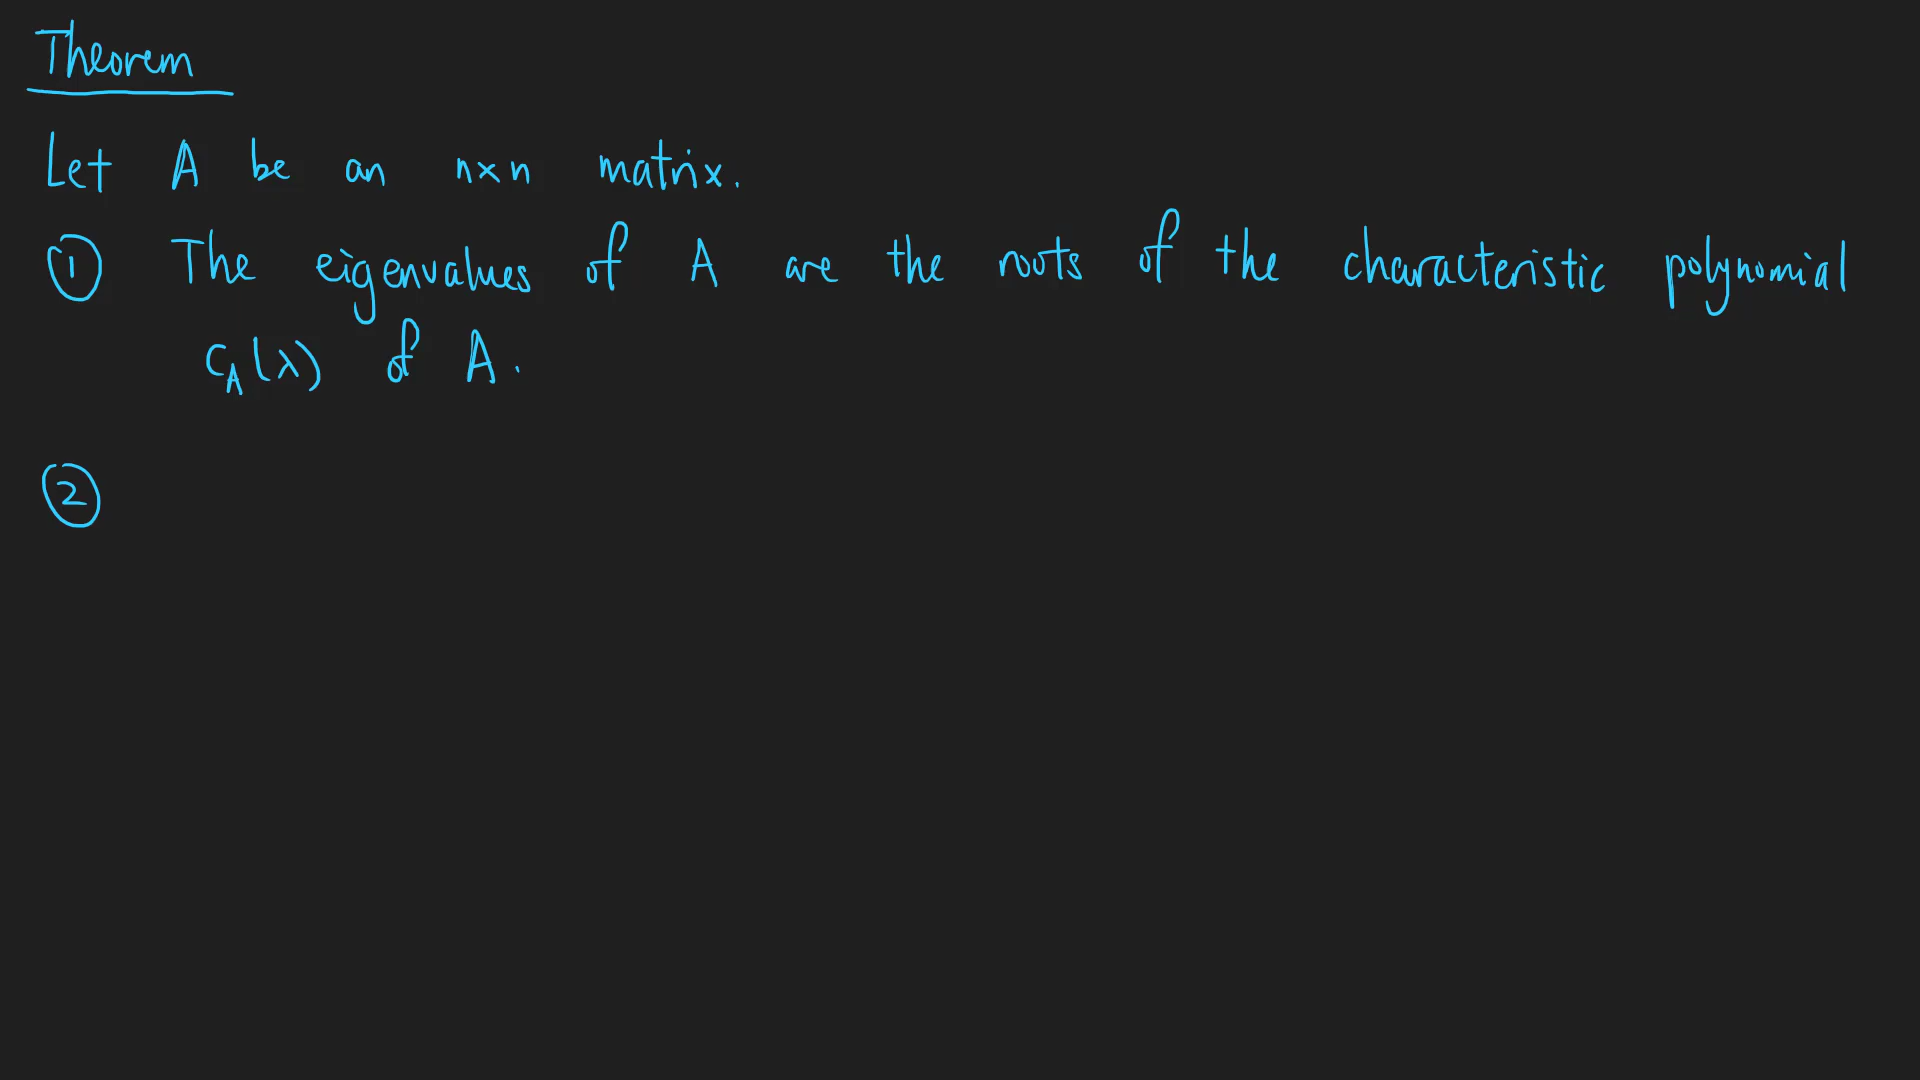 Theorem
Let A be an n×n matrix.
① The eigenvalues of A are the roots of the characteristic polynomial
C_A(λ) of A.
②